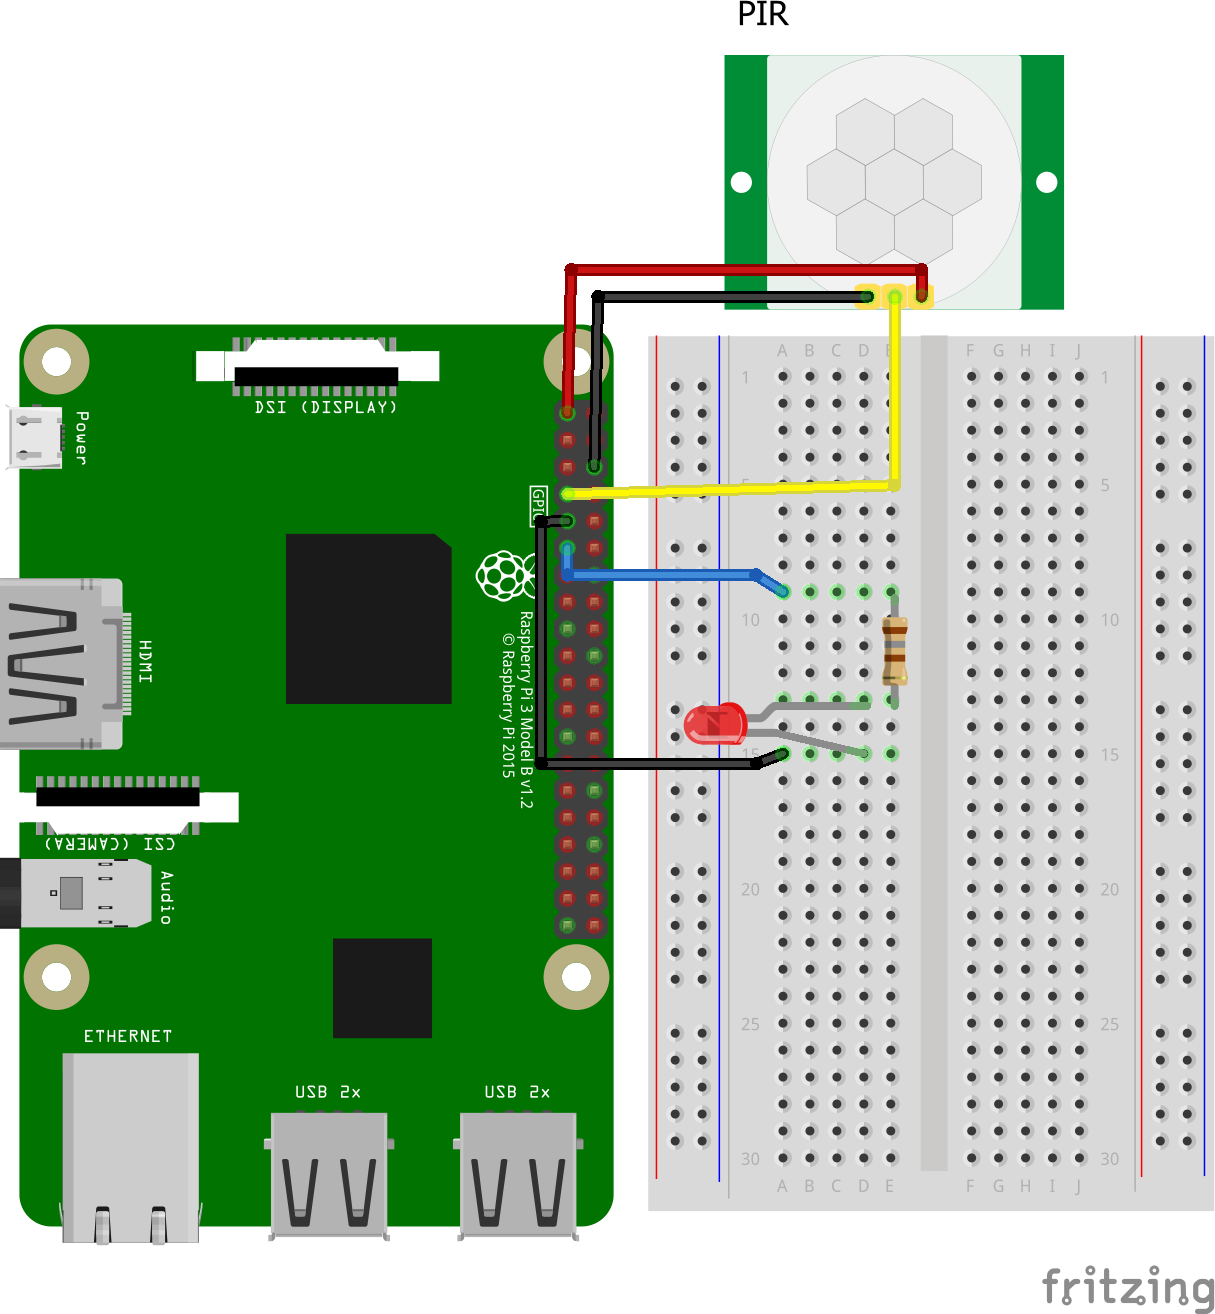 PIR
DSI (DISPLAY)
Power
GPIO
HDMI
Raspberry Pi 3 Model B v1.2
© Raspberry Pi 2015
CSI (CAMERA)
Audio
ETHERNET
USB 2x
USB 2x
A B C D E F G H I J
1 1
5 5
10 10
15 15
20 20
25 25
30 30
A B C D E F G H I J
fritzing